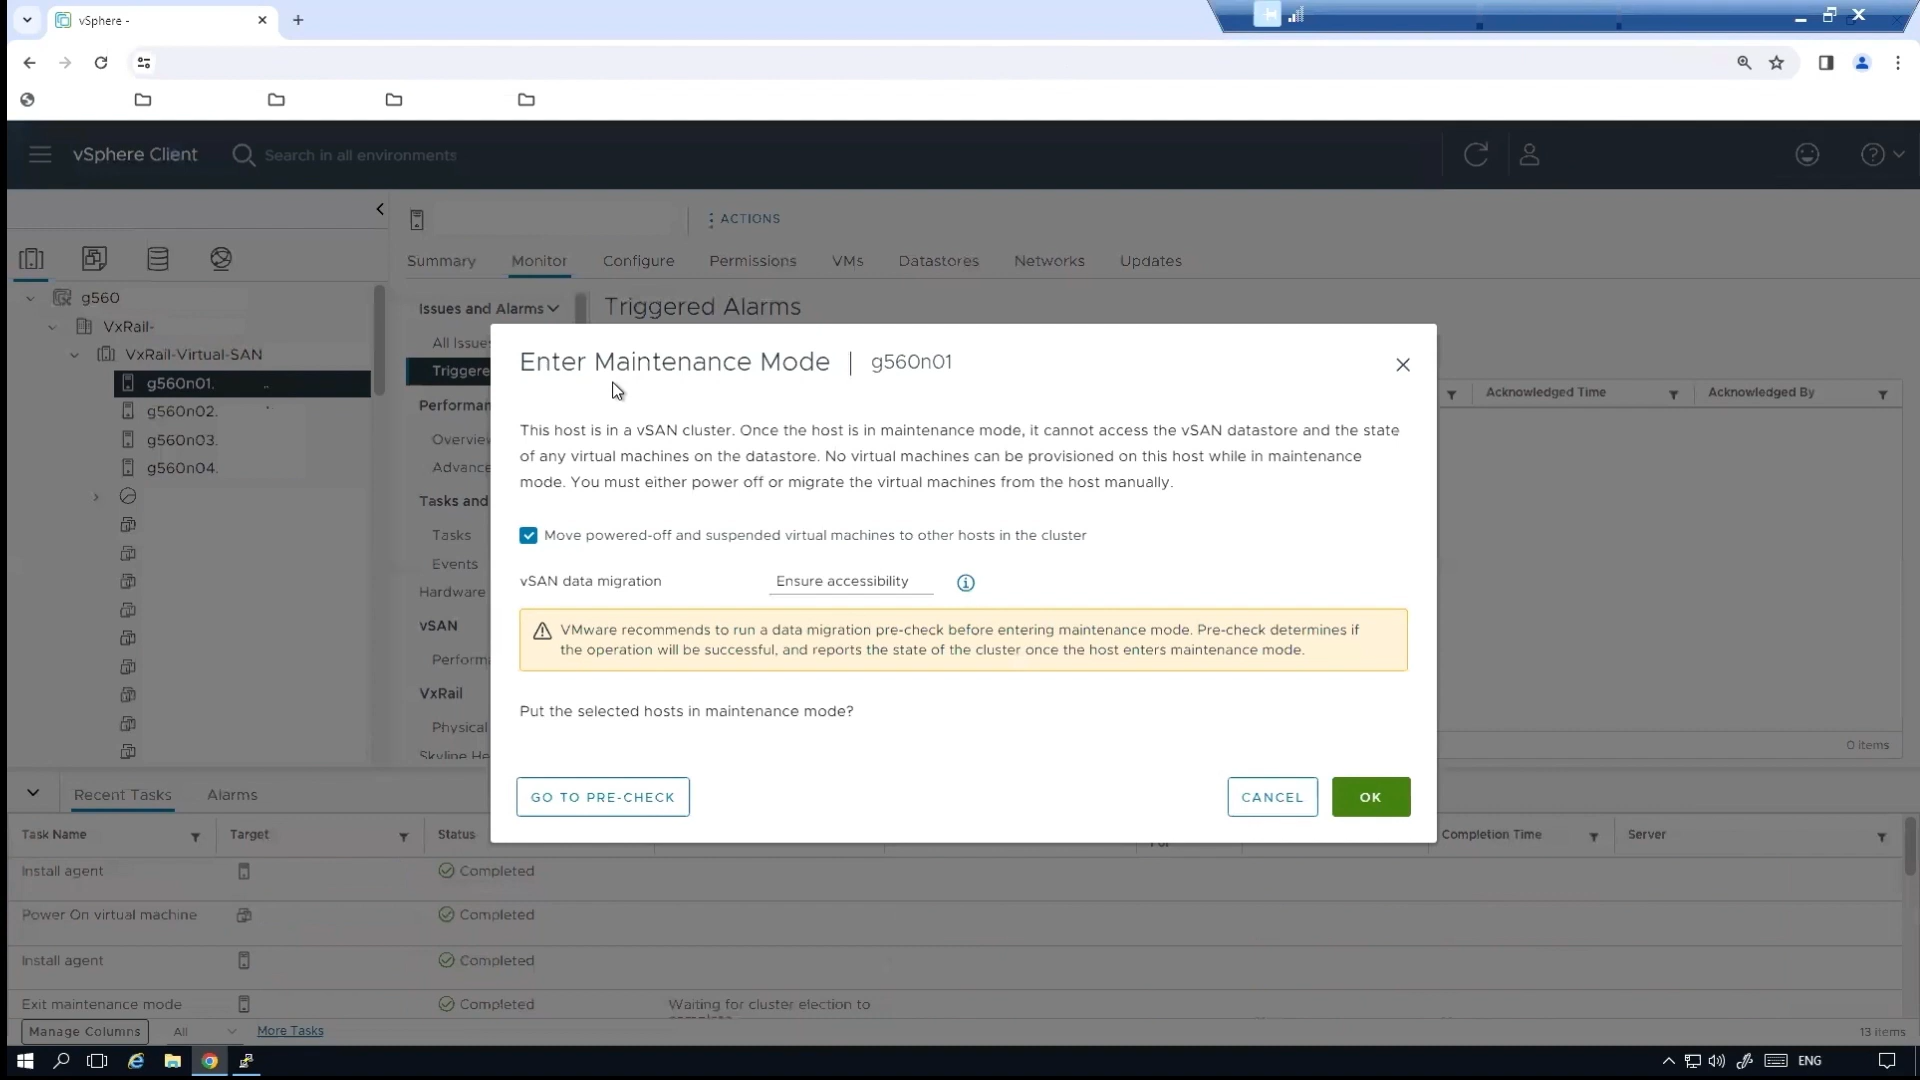 vSphere -
vSphere Client
Search in all environments
ACTIONS
Summary
Monitor
Configure
Permissions
VMs
Datastores
Networks
Updates
g560
VxRail-
VxRail-Virtual-SAN
g560n01.
g560n02.
g560n03.
g560n04.
Issues and Alarms
All Issues
Triggere
Performan
Overview
Advance
Tasks and
Tasks
Events
Hardware
vSAN
Perform
VxRail
Physical
Skyline He
Triggered Alarms
Acknowledged Time
Acknowledged By
0 items
Enter Maintenance Mode | g560n01
This host is in a vSAN cluster. Once the host is in maintenance mode, it cannot access the vSAN datastore and the state
of any virtual machines on the datastore. No virtual machines can be provisioned on this host while in maintenance
mode. You must either power off or migrate the virtual machines from the host manually.
Move powered-off and suspended virtual machines to other hosts in the cluster
vSAN data migration
Ensure accessibility
VMware recommends to run a data migration pre-check before entering maintenance mode. Pre-check determines if
the operation will be successful, and reports the state of the cluster once the host enters maintenance mode.
Put the selected hosts in maintenance mode?
GO TO PRE-CHECK
CANCEL
OK
Recent Tasks
Alarms
Task Name
Target
Status
Completion Time
Server
Install agent
Completed
Power On virtual machine
Completed
Install agent
Completed
Exit maintenance mode
Completed
Waiting for cluster election to
Manage Columns
All
More Tasks
13 items
ENG